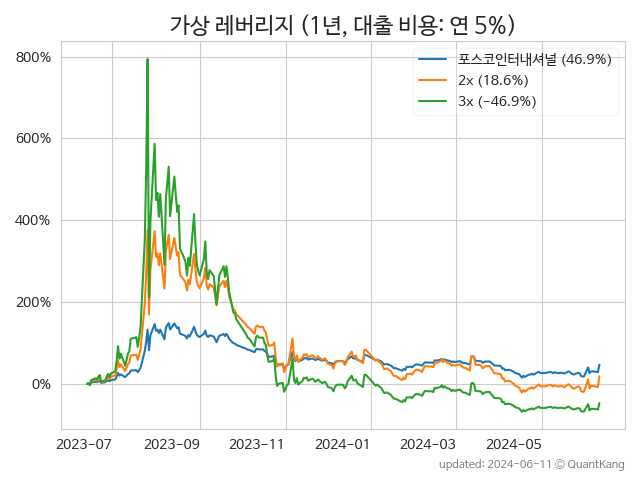 가상 레버리지 (1년, 대출 비용: 연 5%)
포스코인터내셔널 (46.9%)
2x (18.6%)
3x (-46.9%)
800%
600%
400%
200%
0%
2023-07 2023-09 2023-11 2024-01 2024-03 2024-05
updated: 2024-06-11 © QuantKang